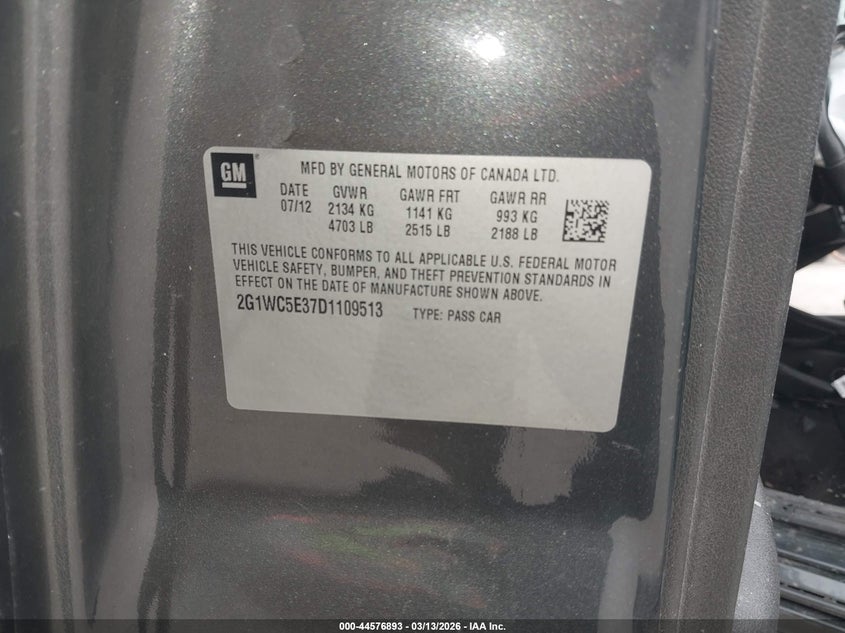 GM
MFD BY GENERAL MOTORS OF CANADA LTD.
DATE GVWR GAWR FRT GAWR RR
07/12 2134 KG 1141 KG 993 KG
4703 LB 2515 LB 2188 LB
THIS VEHICLE CONFORMS TO ALL APPLICABLE U.S. FEDERAL MOTOR
VEHICLE SAFETY, BUMPER, AND THEFT PREVENTION STANDARDS IN
EFFECT ON THE DATE OF MANUFACTURE SHOWN ABOVE.
2G1WC5E37D1109513 TYPE: PASS CAR
000-44576893 - 03/13/2026 - IAA Inc.